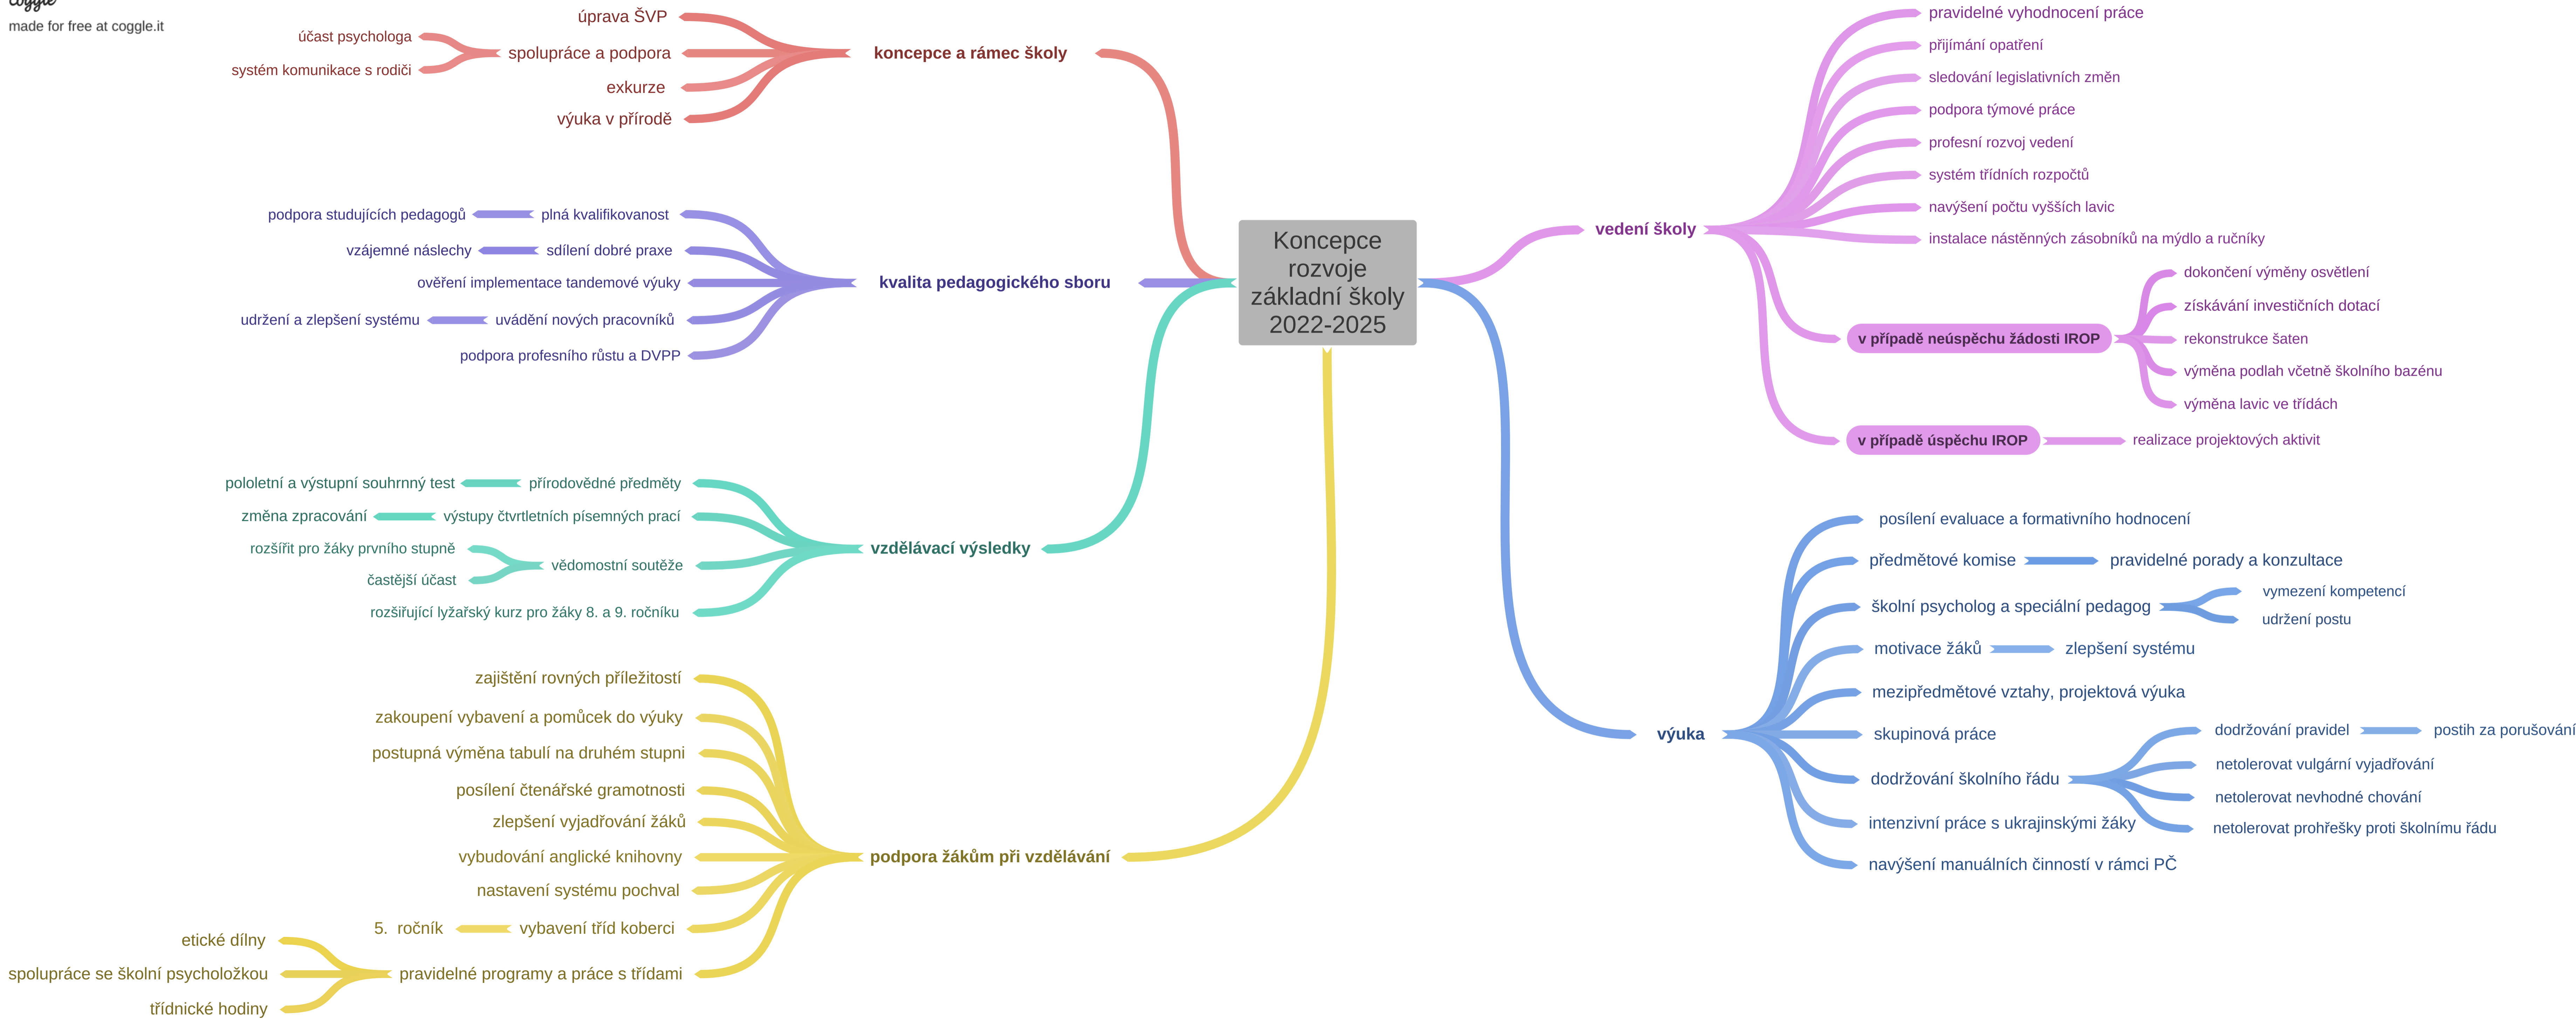 coggle
made for free at coggle.it
Koncepce
rozvoje
základní školy
2022-2025
koncepce a rámec školy
úprava ŠVP
spolupráce a podpora
účast psychologa
systém komunikace s rodiči
exkurze
výuka v přírodě
kvalita pedagogického sboru
plná kvalifikovanost
podpora studujících pedagogů
sdílení dobré praxe
vzájemné náslechy
ověření implementace tandemové výuky
uvádění nových pracovníků
udržení a zlepšení systému
podpora profesního růstu a DVPP
vzdělávací výsledky
přírodovědné předměty
pololetní a výstupní souhrnný test
výstupy čtvrtletních písemných prací
změna zpracování
vědomostní soutěže
rozšířit pro žáky prvního stupně
častější účast
rozšiřující lyžařský kurz pro žáky 8. a 9. ročníku
podpora žákům při vzdělávání
zajištění rovných příležitostí
zakoupení vybavení a pomůcek do výuky
postupná výměna tabulí na druhém stupni
posílení čtenářské gramotnosti
zlepšení vyjadřování žáků
vybudování anglické knihovny
nastavení systému pochval
vybavení tříd koberci
5. ročník
pravidelné programy a práce s třídami
etické dílny
spolupráce se školní psycholožkou
třídnické hodiny
vedení školy
pravidelné vyhodnocení práce
přijímání opatření
sledování legislativních změn
podpora týmové práce
profesní rozvoj vedení
systém třídních rozpočtů
navýšení počtu vyšších lavic
instalace nástěnných zásobníků na mýdlo a ručníky
v případě neúspěchu žádosti IROP
dokončení výměny osvětlení
získávání investičních dotací
rekonstrukce šaten
výměna podlah včetně školního bazénu
výměna lavic ve třídách
v případě úspěchu IROP
realizace projektových aktivit
výuka
posílení evaluace a formativního hodnocení
předmětové komise
pravidelné porady a konzultace
školní psycholog a speciální pedagog
vymezení kompetencí
udržení postu
motivace žáků
zlepšení systému
mezipředmětové vztahy, projektová výuka
skupinová práce
dodržování školního řádu
dodržování pravidel
postih za porušování
netolerovat vulgární vyjadřování
netolerovat nevhodné chování
netolerovat prohřešky proti školnímu řádu
intenzivní práce s ukrajinskými žáky
navýšení manuálních činností v rámci PČ